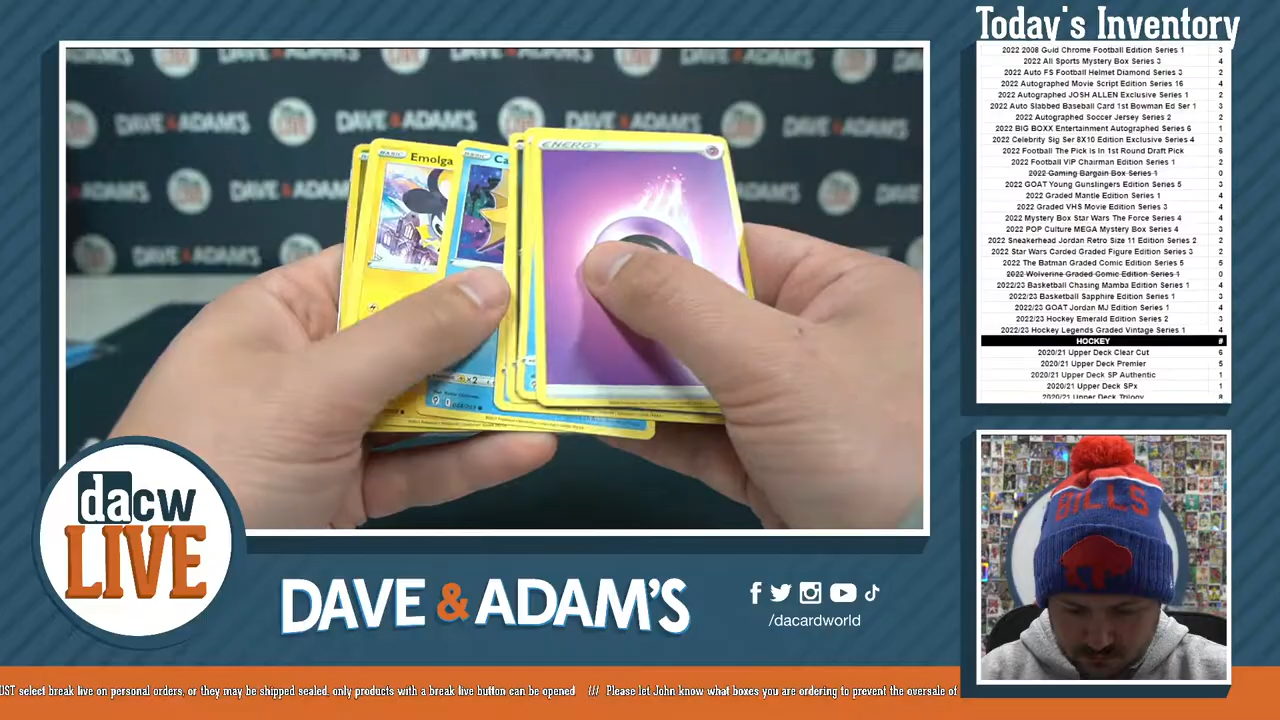 Today's Inventory
2022 2008 Gold Chrome Football Edition Series 1 3
2022 All Sports Mystery Box Series 3 4
2022 Auto FS Football Helmet Diamond Series 3 2
2022 Autographed Movie Script Edition Series 16 4
2022 Autographed JOSH ALLEN Exclusive Series 1 2
2022 Auto Slabbed Baseball Card 1st Bowman Ed Ser 1 3
2022 Autographed Soccer Jersey Series 2 2
2022 BIG BOXX Entertainment Autographed Series 6 1
2022 Celebrity Sig Ser 8X10 Edition Exclusive Series 4 3
2022 Football The Pick is In 1st Round Draft Pick 6
2022 Football VIP Chairman Edition Series 1 2
2022 Gaming Bargain Box Series 1 0
2022 GOAT Young Gunslingers Edition Series 5 3
2022 Graded Mantle Edition Series 1 4
2022 Graded VHS Movie Edition Series 3 4
2022 Mystery Box Star Wars The Force Series 4 4
2022 POP Culture MEGA Mystery Box Series 4 3
2022 Sneakerhead Jordan Retro Size 11 Edition Series 2 2
2022 Star Wars Carded Graded Figure Edition Series 3 2
2022 The Batman Graded Comic Edition Series 5 5
2022 Wolverine Graded Comic Edition Series 1 0
2022/23 Basketball Chasing Mamba Edition Series 1 4
2022/23 Basketball Sapphire Edition Series 1 3
2022/23 GOAT Jordan MJ Edition Series 1 4
2022/23 Hockey Emerald Edition Series 2 3
2022/23 Hockey Legends Graded Vintage Series 1 4
HOCKEY #
2020/21 Upper Deck Clear Cut 6
2020/21 Upper Deck Premier 5
2020/21 Upper Deck SP Authentic 1
2020/21 Upper Deck SPx 1
2020/21 Upper Deck Trilogy 8
DAVE & ADAM'S
BASIC Emolga
BASIC Ca
ENERGY
x2
BILLS
dacw
LIVE
DAVE & ADAM'S
/dacardworld
UST select break live on personal orders, or they may be shipped sealed, only products with a break live button can be opened /// Please let John know what boxes you are ordering to prevent the oversale of